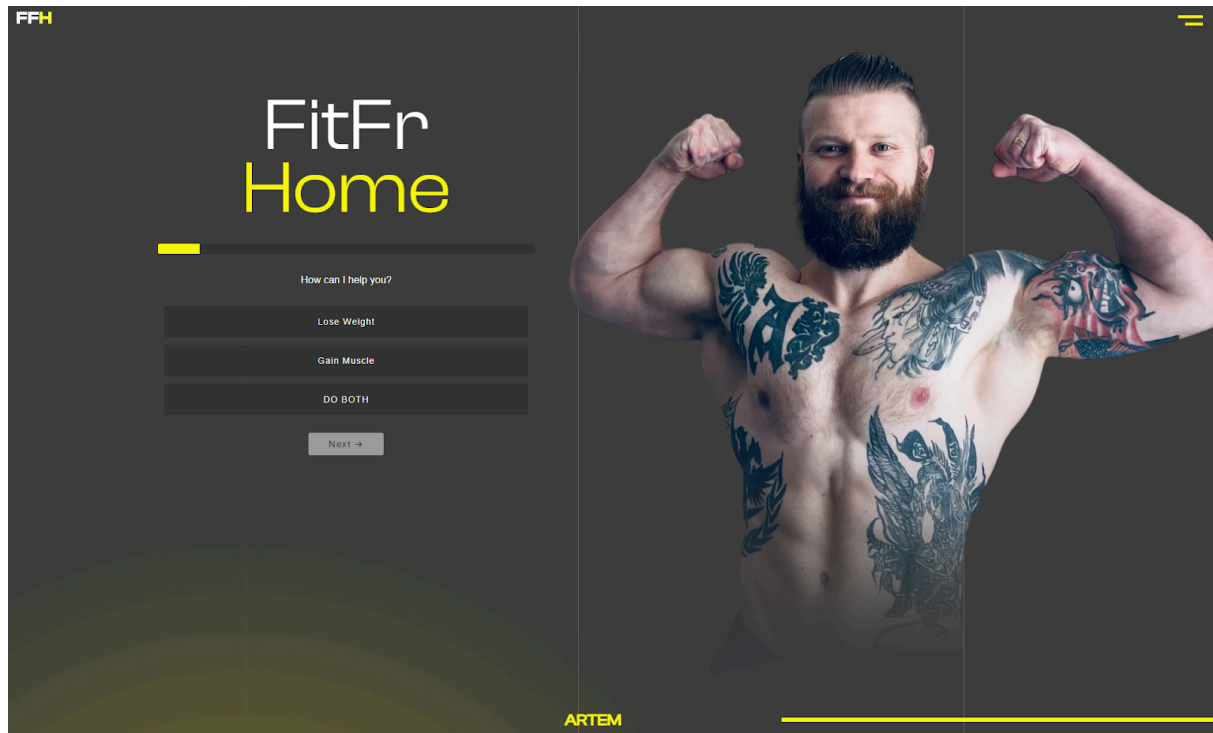 FFH
FitFr
Home
How can I help you?
Lose Weight
Gain Muscle
DO BOTH
Next →
ARTEM